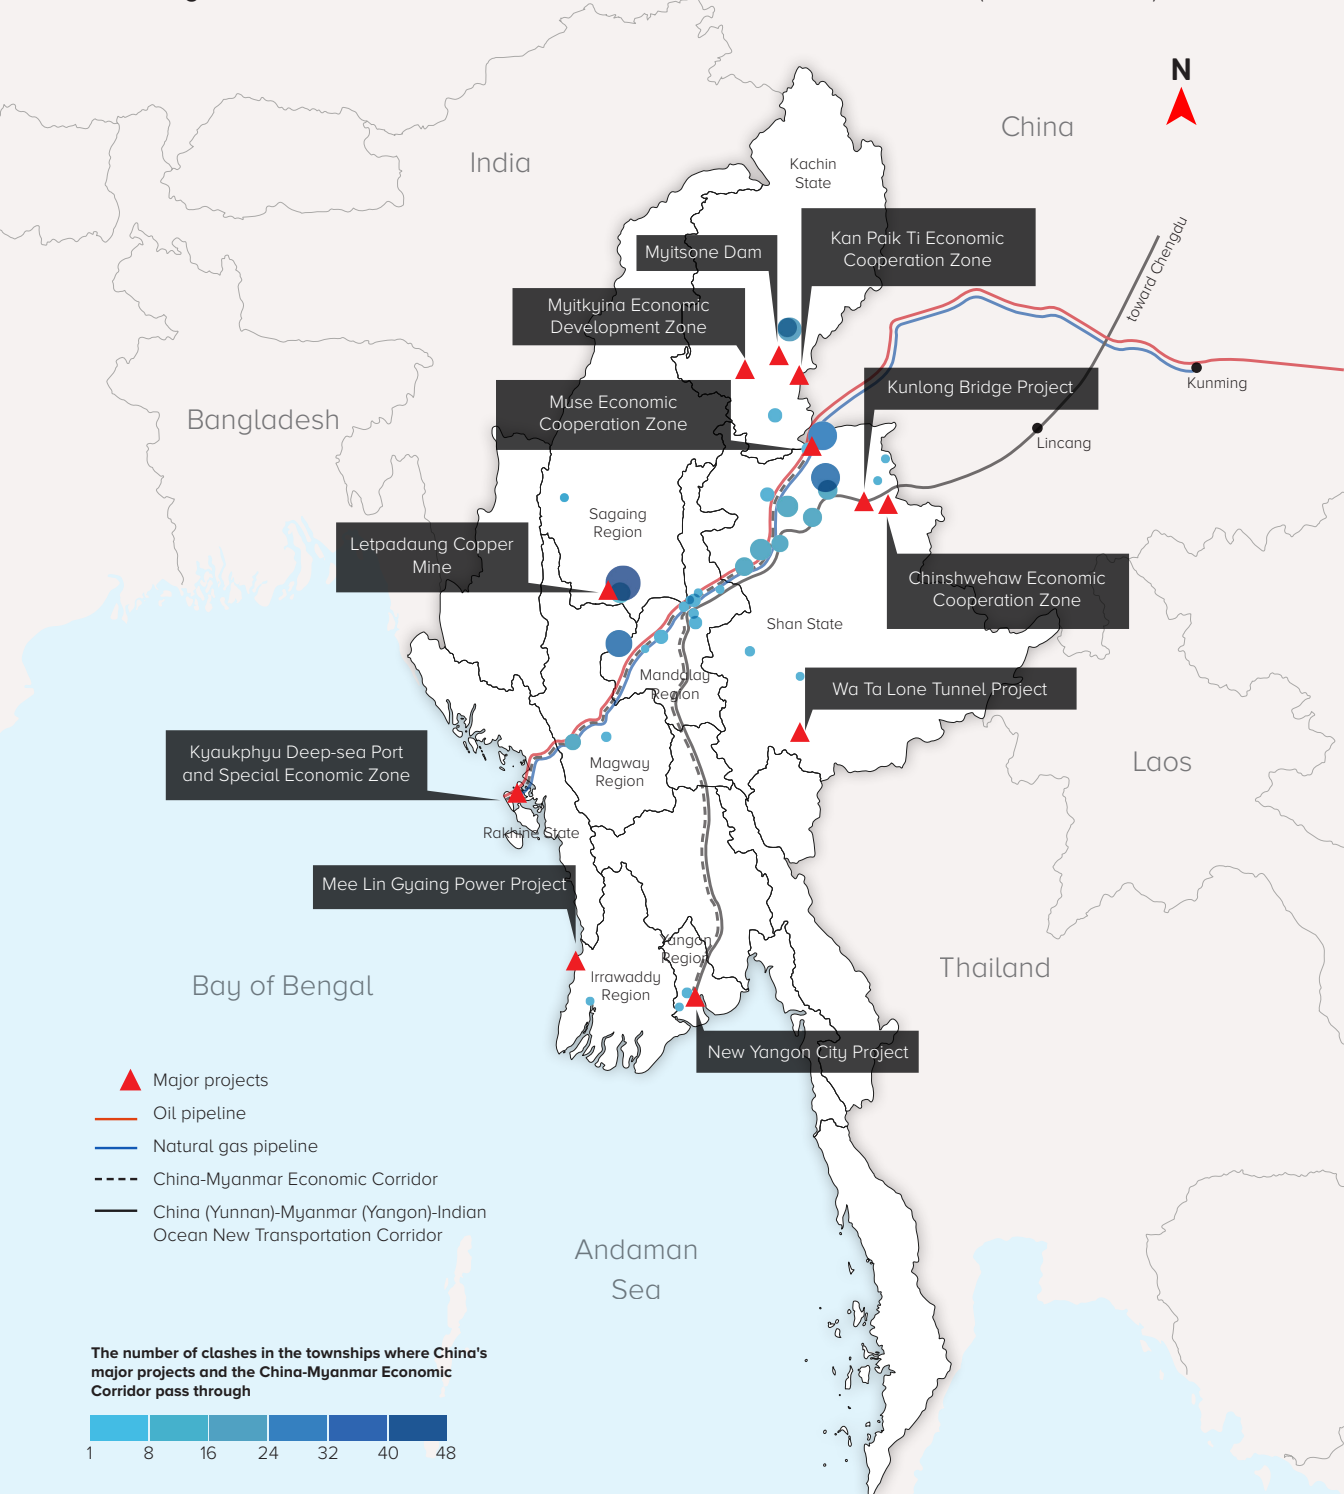 N
China
India
Kachin
State
toward Chengdu
Kan Paik Ti Economic
Cooperation Zone
Myitsone Dam
Myitkyina Economic
Development Zone
Kunlong Bridge Project
Kunming
Muse Economic
Cooperation Zone
Bangladesh
Lincang
Sagaing
Region
Letpadaung Copper
Mine
Chinshwehaw Economic
Cooperation Zone
Shan State
Mandalay
Region
Wa Ta Lone Tunnel Project
Kyaukphyu Deep-sea Port
and Special Economic Zone
Magway
Region
Laos
Rakhine State
Mee Lin Gyaing Power Project
Yangon
Region
Thailand
Bay of Bengal
Irrawaddy
Region
New Yangon City Project
Major projects
Oil pipeline
Natural gas pipeline
China-Myanmar Economic Corridor
China (Yunnan)-Myanmar (Yangon)-Indian
Ocean New Transportation Corridor
Andaman
Sea
The number of clashes in the townships where China's
major projects and the China-Myanmar Economic
Corridor pass through
1 8 16 24 32 40 48